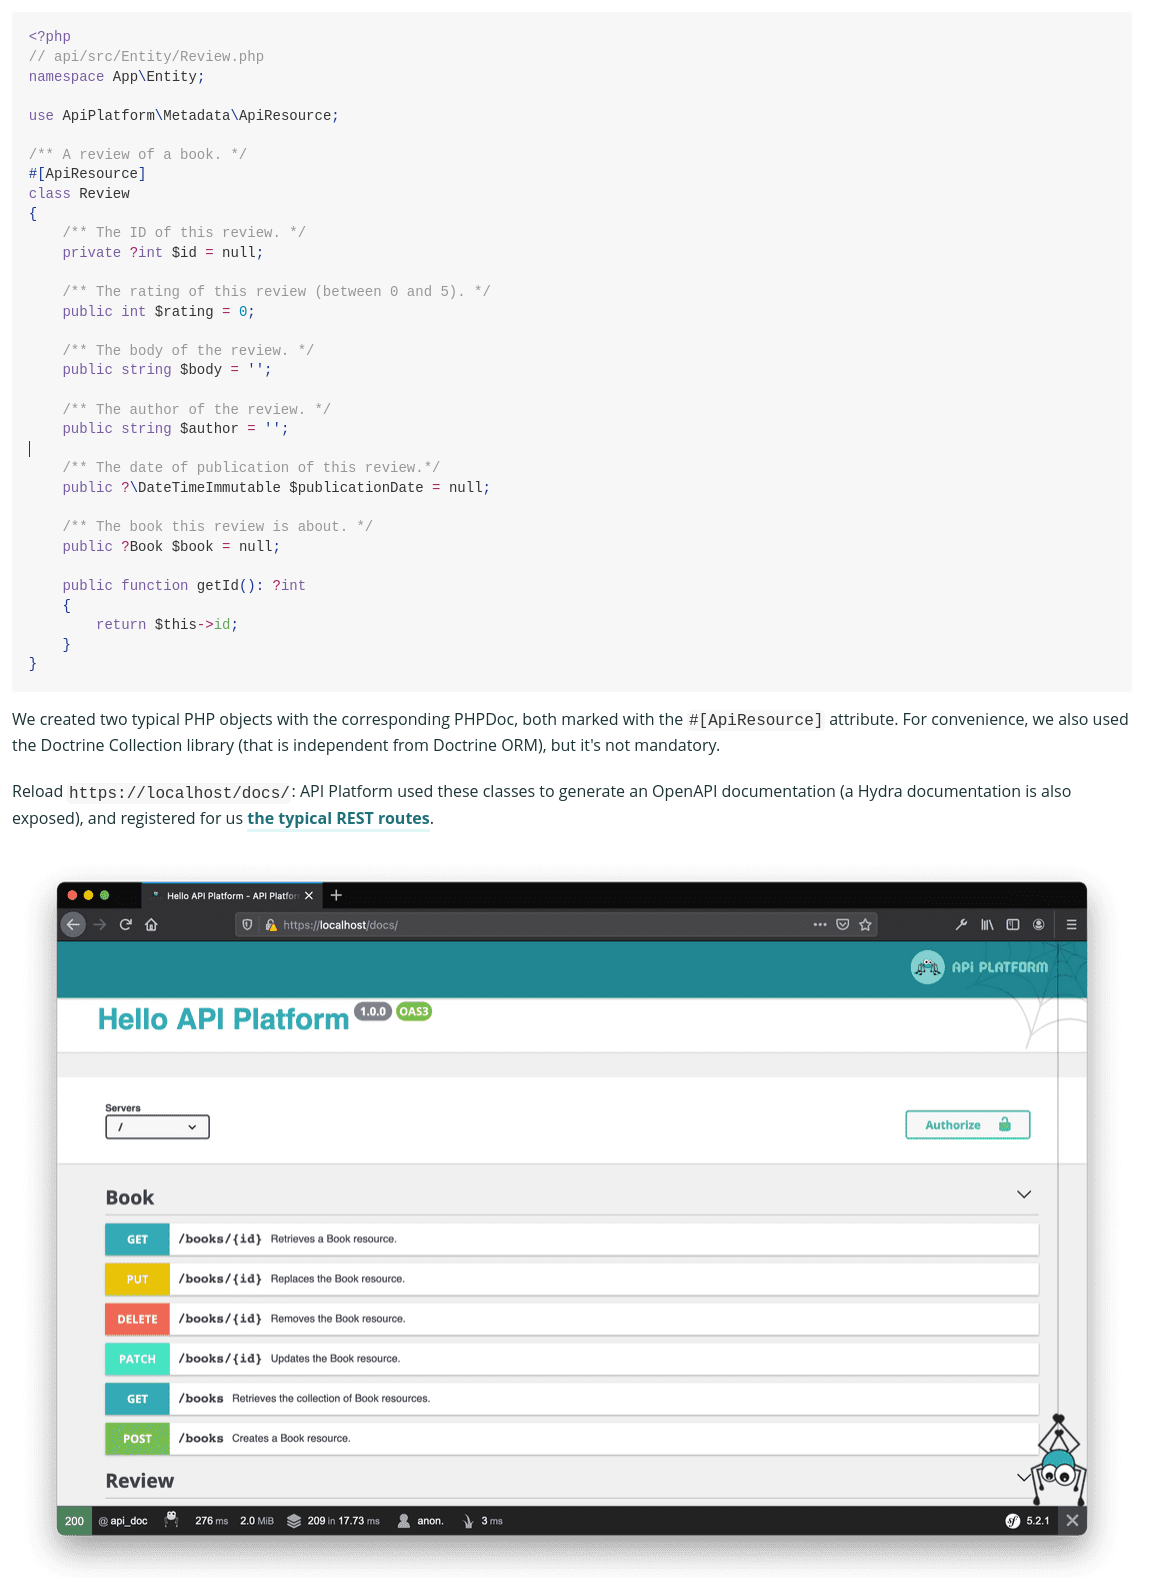 <?php
// api/src/Entity/Review.php
namespace App\Entity;
use ApiPlatform\Metadata\ApiResource;
/** A review of a book. */
#[ApiResource]
class Review
{
    /** The ID of this review. */
    private ?int $id = null;
    /** The rating of this review (between 0 and 5). */
    public int $rating = 0;
    /** The body of the review. */
    public string $body = '';
    /** The author of the review. */
    public string $author = '';
    /** The date of publication of this review.*/
    public ?\DateTimeImmutable $publicationDate = null;
    /** The book this review is about. */
    public ?Book $book = null;
    public function getId(): ?int
    {
        return $this->id;
    }
}
We created two typical PHP objects with the corresponding PHPDoc, both marked with the #[ApiResource] attribute. For convenience, we also used
the Doctrine Collection library (that is independent from Doctrine ORM), but it's not mandatory.
Reload https://localhost/docs/: API Platform used these classes to generate an OpenAPI documentation (a Hydra documentation is also
exposed), and registered for us the typical REST routes.
Hello API Platform - API Platfor
https://localhost/docs/
API PLATFORM
Hello API Platform 1.0.0 OAS3
Servers
/
Authorize
Book
GET /books/{id} Retrieves a Book resource.
PUT /books/{id} Replaces the Book resource.
DELETE /books/{id} Removes the Book resource.
PATCH /books/{id} Updates the Book resource.
GET /books Retrieves the collection of Book resources.
POST /books Creates a Book resource.
Review
200 @ api_doc 276 ms 2.0 MiB 209 in 17.73 ms anon. 3 ms sf 5.2.1